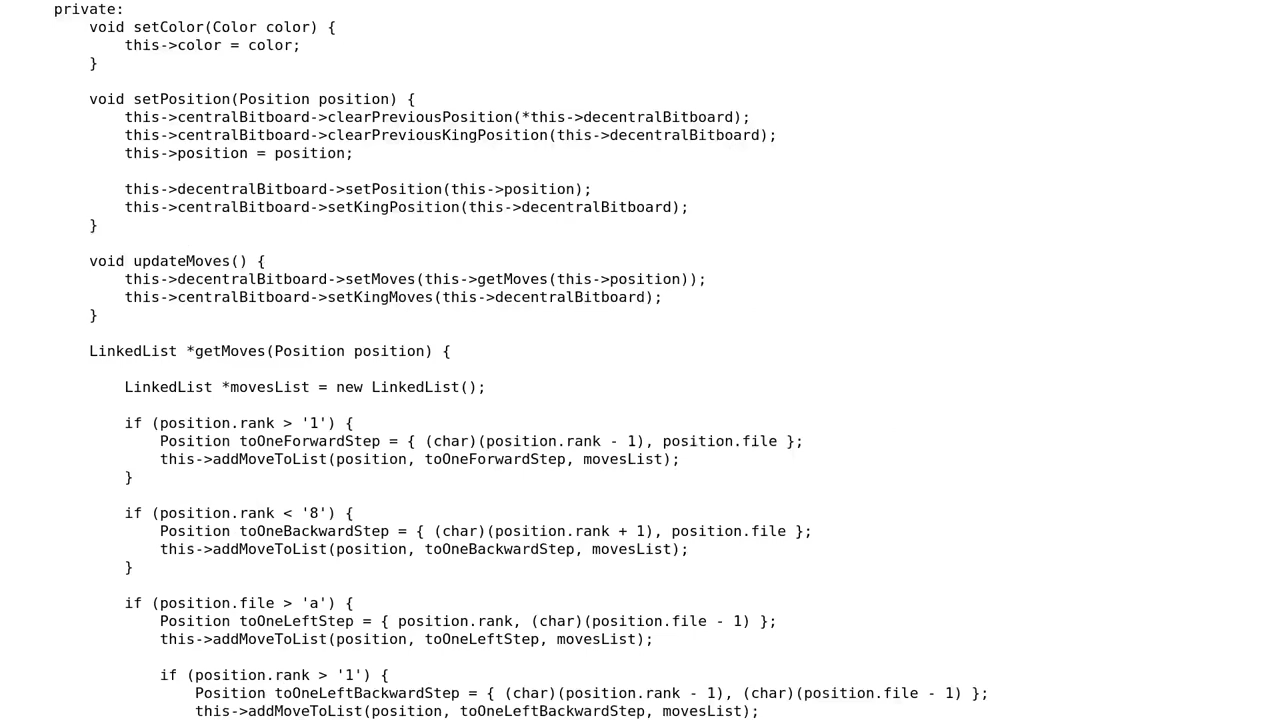 private:
void setColor(Color color) {
this->color = color;
}
void setPosition(Position position) {
this->centralBitboard->clearPreviousPosition(*this->decentralBitboard);
this->centralBitboard->clearPreviousKingPosition(this->decentralBitboard);
this->position = position;
this->decentralBitboard->setPosition(this->position);
this->centralBitboard->setKingPosition(this->decentralBitboard);
}
void updateMoves() {
this->decentralBitboard->setMoves(this->getMoves(this->position));
this->centralBitboard->setKingMoves(this->decentralBitboard);
}
LinkedList *getMoves(Position position) {
LinkedList *movesList = new LinkedList();
if (position.rank > '1') {
Position toOneForwardStep = { (char)(position.rank - 1), position.file };
this->addMoveToList(position, toOneForwardStep, movesList);
}
if (position.rank < '8') {
Position toOneBackwardStep = { (char)(position.rank + 1), position.file };
this->addMoveToList(position, toOneBackwardStep, movesList);
}
if (position.file > 'a') {
Position toOneLeftStep = { position.rank, (char)(position.file - 1) };
this->addMoveToList(position, toOneLeftStep, movesList);
if (position.rank > '1') {
Position toOneLeftBackwardStep = { (char)(position.rank - 1), (char)(position.file - 1) };
this->addMoveToList(position, toOneLeftBackwardStep, movesList);